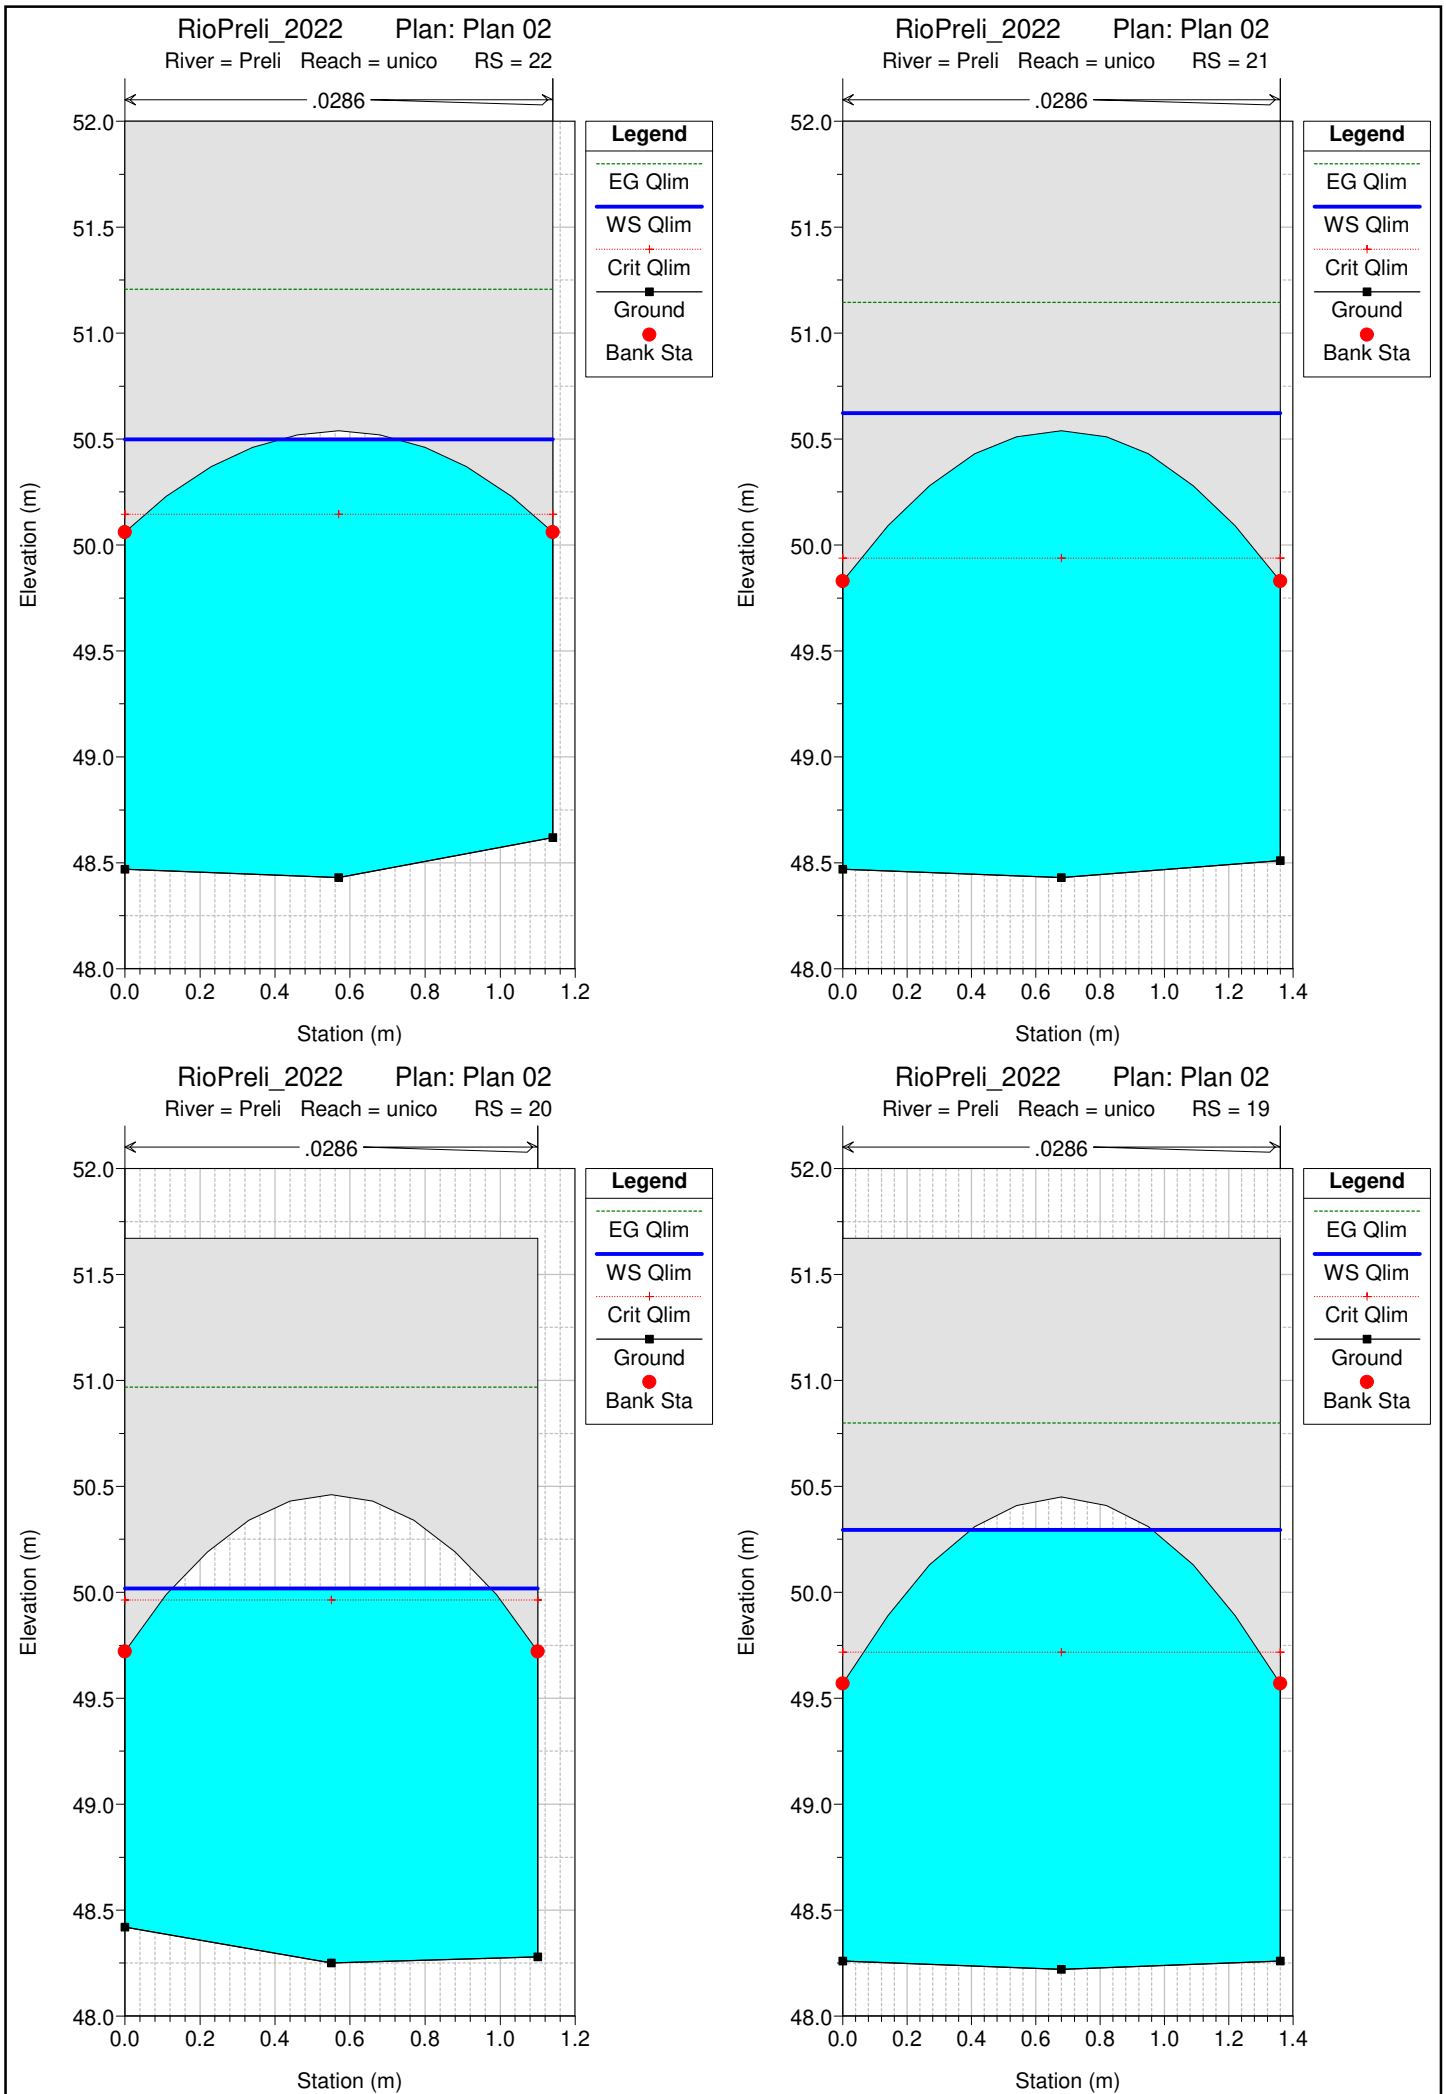 RioPreli_2022 Plan: Plan 02
River = Preli Reach = unico RS = 22
.0286
52.0
51.5
51.0
50.5
50.0
49.5
49.0
48.5
48.0
Elevation (m)
0.0 0.2 0.4 0.6 0.8 1.0 1.2
Station (m)
Legend
EG Qlim
WS Qlim
Crit Qlim
Ground
Bank Sta
RioPreli_2022 Plan: Plan 02
River = Preli Reach = unico RS = 21
.0286
52.0
51.5
51.0
50.5
50.0
49.5
49.0
48.5
48.0
Elevation (m)
0.0 0.2 0.4 0.6 0.8 1.0 1.2 1.4
Station (m)
Legend
EG Qlim
WS Qlim
Crit Qlim
Ground
Bank Sta
RioPreli_2022 Plan: Plan 02
River = Preli Reach = unico RS = 20
.0286
52.0
51.5
51.0
50.5
50.0
49.5
49.0
48.5
48.0
Elevation (m)
0.0 0.2 0.4 0.6 0.8 1.0 1.2
Station (m)
Legend
EG Qlim
WS Qlim
Crit Qlim
Ground
Bank Sta
RioPreli_2022 Plan: Plan 02
River = Preli Reach = unico RS = 19
.0286
52.0
51.5
51.0
50.5
50.0
49.5
49.0
48.5
48.0
Elevation (m)
0.0 0.2 0.4 0.6 0.8 1.0 1.2 1.4
Station (m)
Legend
EG Qlim
WS Qlim
Crit Qlim
Ground
Bank Sta